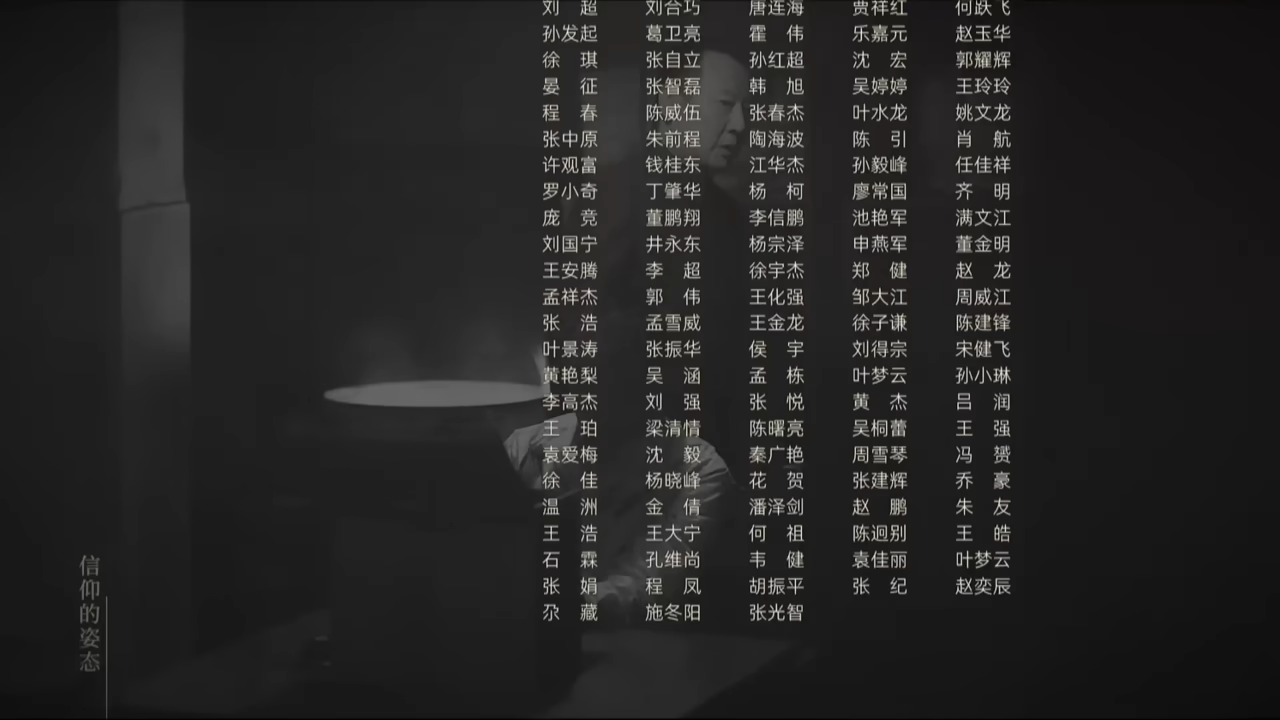 刘 超 刘合巧 唐连海 贾祥红 何跃飞
孙发起 葛卫亮 霍 伟 乐嘉元 赵玉华
徐 琪 张自立 孙红超 沈 宏 郭耀辉
晏 征 张智磊 韩 旭 吴婷婷 王玲玲
程 春 陈威伍 张春杰 叶水龙 姚文龙
张中原 朱前程 陶海波 陈 引 肖 航
许观富 钱桂东 江华杰 孙毅峰 任佳祥
罗小奇 丁肇华 杨 柯 廖常国 齐 明
庞 竞 董鹏翔 李信鹏 池艳军 满文江
刘国宁 井永东 杨宗泽 申燕军 董金明
王安腾 李 超 徐宇杰 郑 健 赵 龙
孟祥杰 郭 伟 王化强 邹大江 周威江
张 浩 孟雪威 王金龙 徐子谦 陈建锋
叶景涛 张振华 侯 宇 刘得宗 宋健飞
黄艳梨 吴 涵 孟 栋 叶梦云 孙小琳
李高杰 刘 强 张 悦 黄 杰 吕 润
王 珀 梁清情 陈曙亮 吴桐蕾 王 强
袁爱梅 沈 毅 秦广艳 周雪琴 冯 赟
徐 佳 杨晓峰 花 贺 张建辉 乔 豪
温 洲 金 倩 潘泽剑 赵 鹏 朱 友
王 浩 王大宁 何 祖 陈迥别 王 皓
石 霖 孔维尚 韦 健 袁佳丽 叶梦云
张 娟 程 凤 胡振平 张 纪 赵奕辰
尕 藏 施冬阳 张光智
信仰的姿态